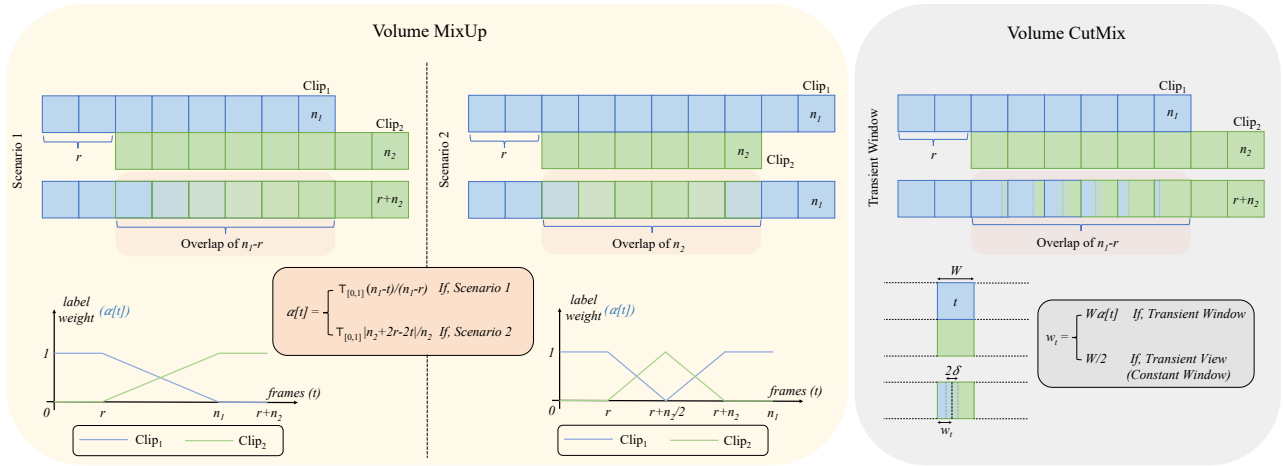 Volume MixUp
Scenario 1
Clip₁
n₁
Clip₂
r
n₂
r+n₂
Overlap of n₁-r
Scenario 2
Clip₁
n₁
r
n₂
Clip₂
n₁
Overlap of n₂
α[t] =
⊤[0,1] (n₁-t)/(n₁-r) If, Scenario 1
⊤[0,1] |n₂+2r-2t|/n₂ If, Scenario 2
label
weight (α[t])
1
0
r
n₁
r+n₂
frames (t)
Clip₁
Clip₂
label
weight (α[t])
1
0
r
r+n₂/2
r+n₂
n₁
frames (t)
Clip₁
Clip₂
Volume CutMix
Transient Window
Clip₁
n₁
Clip₂
r
n₂
r+n₂
Overlap of n₁-r
W
t
2δ
wₜ
wₜ =
Wα[t] If, Transient Window
W/2 If, Transient View
(Constant Window)